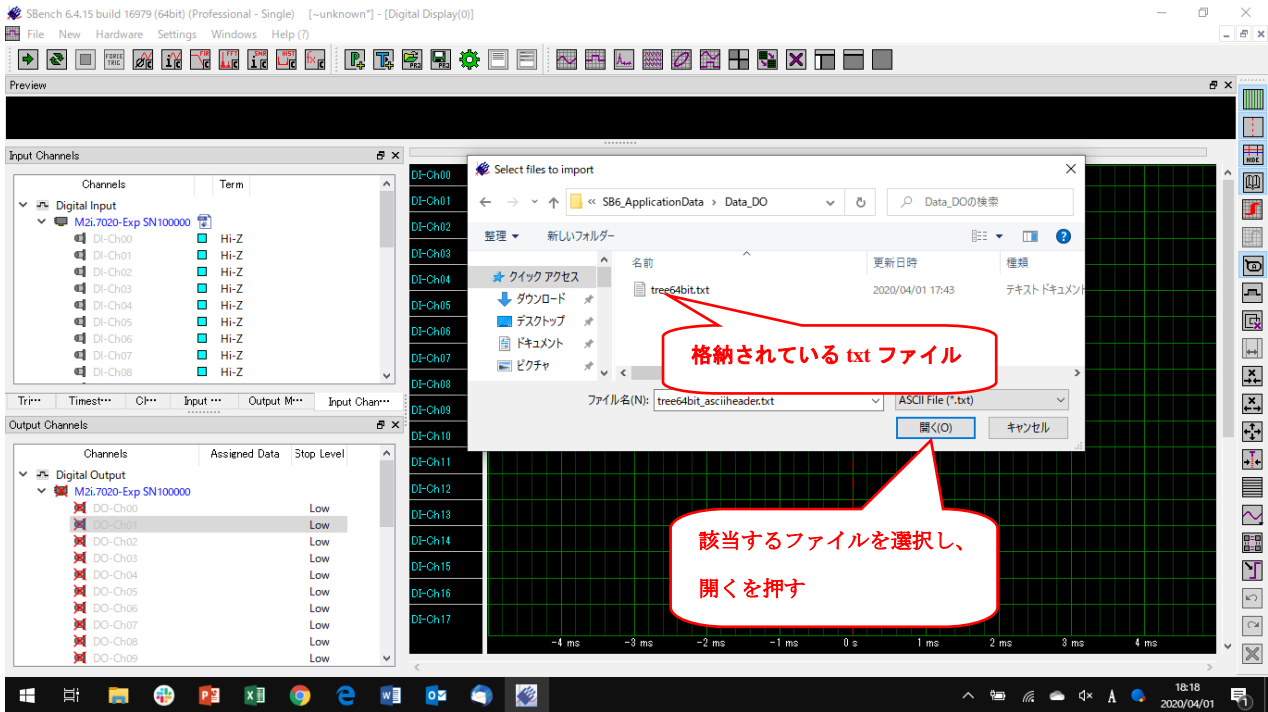 SBench 6.4.15 build 16979 (64bit) (Professional - Single) [~unknown*] - [Digital Display(0)]
File New Hardware Settings Windows Help (?)
Preview
Input Channels
Channels Term
Digital Input
M2i.7020-Exp SN100000
DI-Ch00 Hi-Z
DI-Ch01 Hi-Z
DI-Ch02 Hi-Z
DI-Ch03 Hi-Z
DI-Ch04 Hi-Z
DI-Ch05 Hi-Z
DI-Ch06 Hi-Z
DI-Ch07 Hi-Z
DI-Ch08 Hi-Z
Tri··· Timest··· Cl··· Input ··· Output M··· Input Chan···
Output Channels
Channels Assigned Data Stop Level
Digital Output
M2i.7020-Exp SN100000
DO-Ch00 Low
DO-Ch01 Low
DO-Ch02 Low
DO-Ch03 Low
DO-Ch04 Low
DO-Ch05 Low
DO-Ch06 Low
DO-Ch07 Low
DO-Ch08 Low
DO-Ch09 Low
DI-Ch00
DI-Ch01
DI-Ch02
DI-Ch03
DI-Ch04
DI-Ch05
DI-Ch06
DI-Ch07
DI-Ch08
DI-Ch09
DI-Ch10
DI-Ch11
DI-Ch12
DI-Ch13
DI-Ch14
DI-Ch15
DI-Ch16
DI-Ch17
-4 ms -3 ms -2 ms -1 ms 0 s 1 ms 2 ms 3 ms 4 ms
Select files to import
« SB6_ApplicationData › Data_DO
Data_DOの検索
整理 新しいフォルダー
名前 更新日時 種類
クイック アクセス
ダウンロード
デスクトップ
ドキュメント
ピクチャ
tree64bit.txt 2020/04/01 17:43 テキスト ドキュメント
ファイル名(N): tree64bit_asciiheader.txt ASCII File (*.txt)
開く(O) キャンセル
格納されている txt ファイル
該当するファイルを選択し、
開くを押す
18:18
2020/04/01